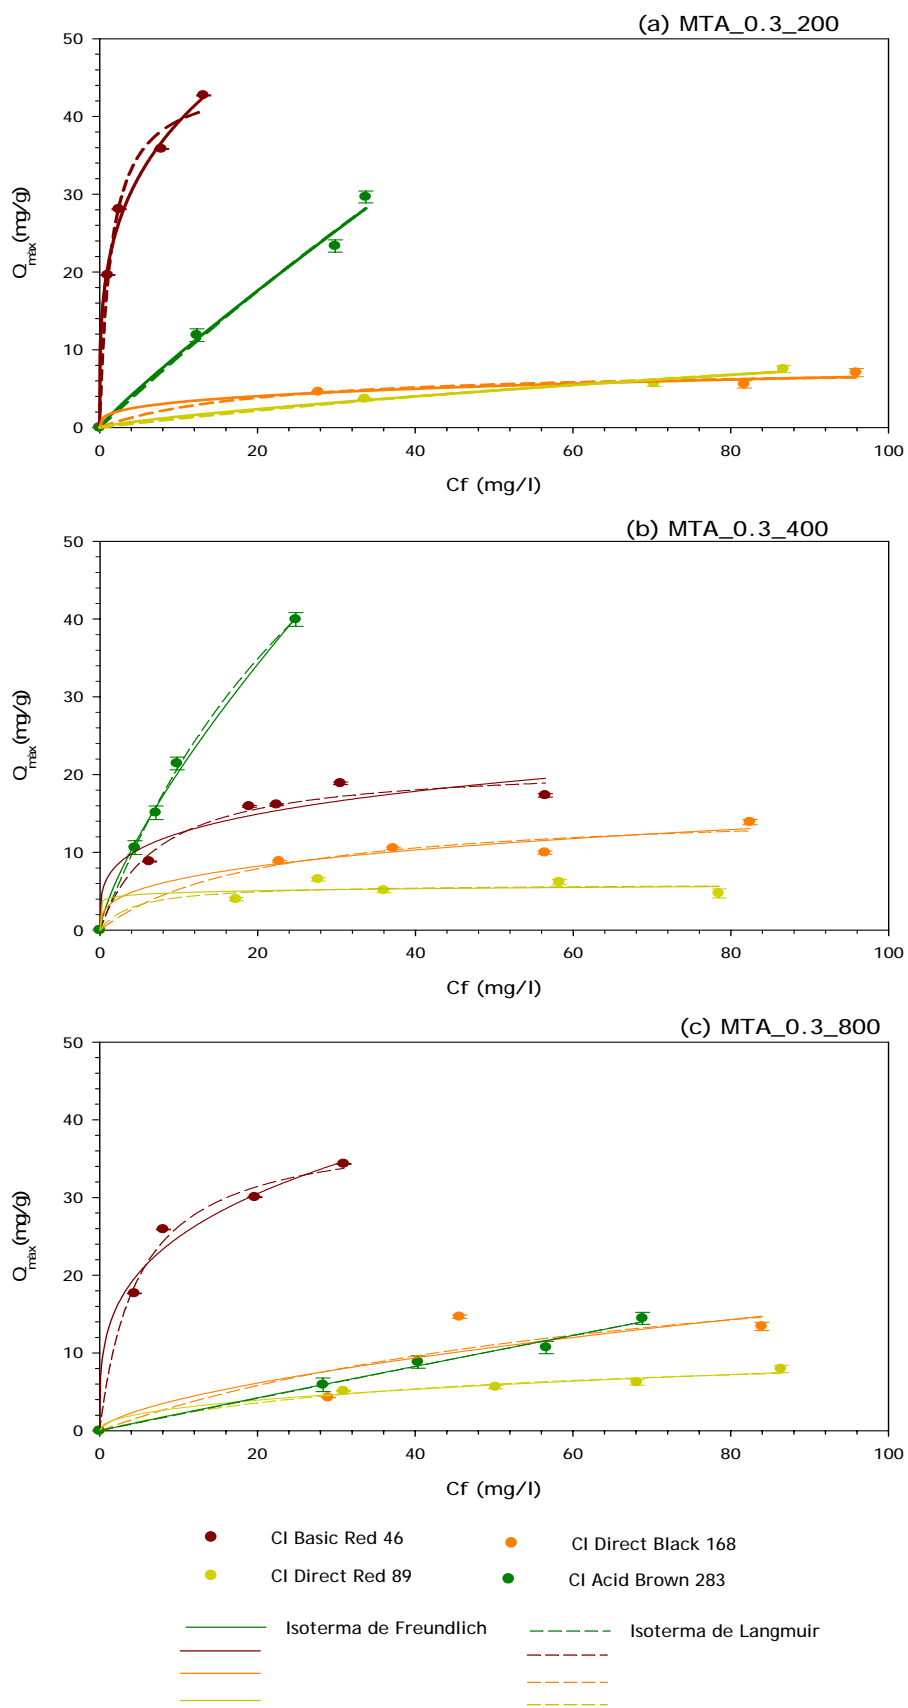 (a) MTA_0.3_200
50
40
30
20
10
0
Qmàx(mg/g)
0 20 40 60 80 100
Cf (mg/l)
(b) MTA_0.3_400
50
40
30
20
10
0
Qmàx(mg/g)
0 20 40 60 80 100
Cf (mg/l)
(c) MTA_0.3_800
50
40
30
20
10
0
Qmàx(mg/g)
0 20 40 60 80 100
Cf (mg/l)
CI Basic Red 46 CI Direct Black 168
CI Direct Red 89 CI Acid Brown 283
Isoterma de Freundlich Isoterma de Langmuir